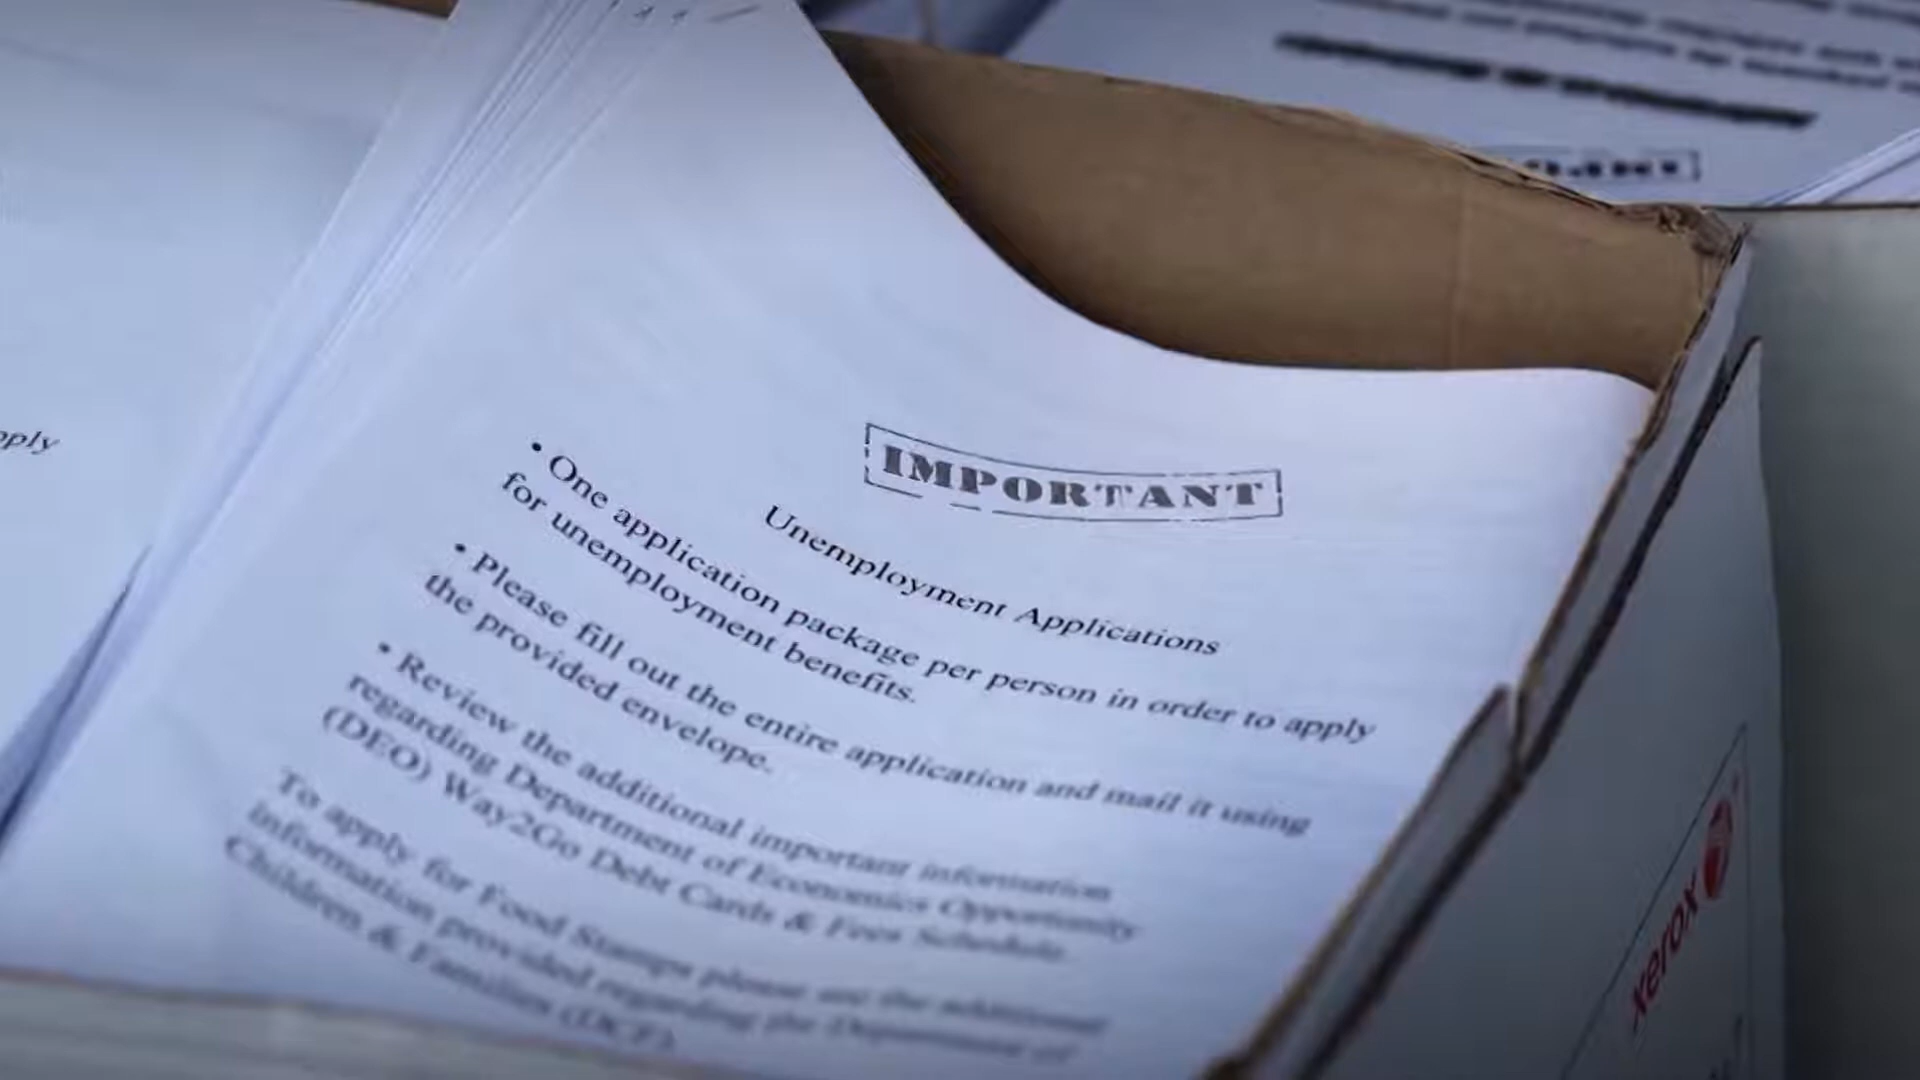 IMPORTANT
Unemployment Applications
• One application package per person in order to apply
for unemployment benefits.
• Please fill out the entire application and mail it using
the provided envelope.
• Review the additional important information
regarding Department of Economics Opportunity
(DEO) Way2Go Debt Cards & Fees Schedule.
To apply for Food Stamps please see the additional
information provided regarding the Department of
Children & Families (DCF).
xerox